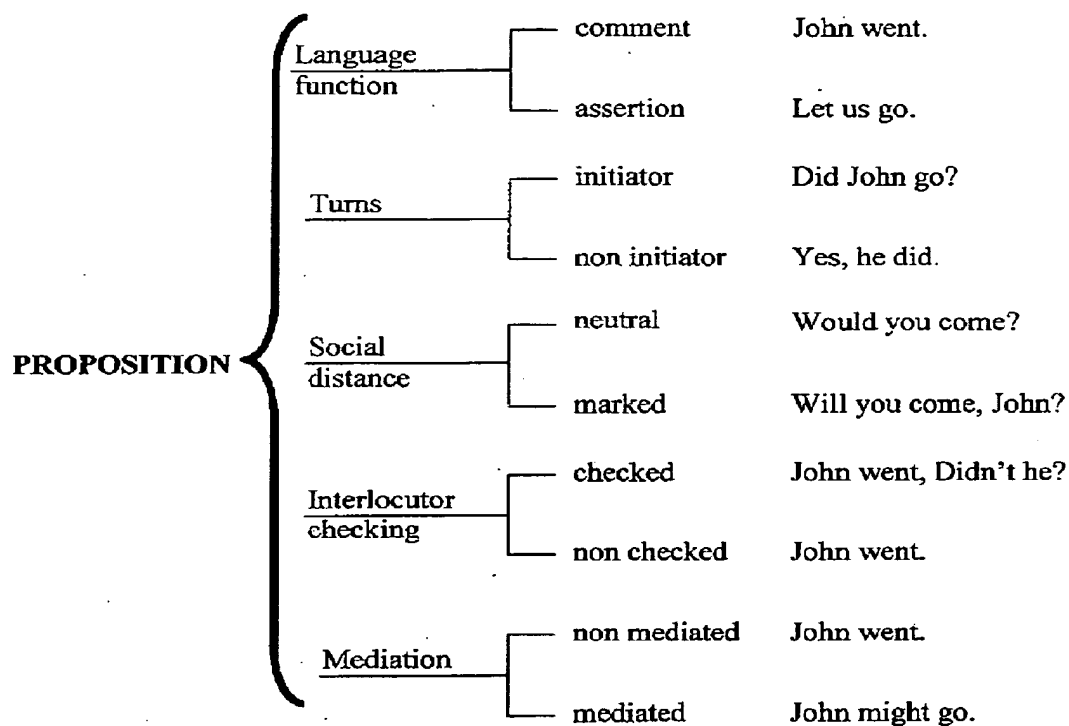 comment John went.
Language
function
assertion Let us go.
initiator Did John go?
Turns
non initiator Yes, he did.
neutral Would you come?
Social
distance
PROPOSITION
marked Will you come, John?
checked John went, Didn't he?
Interlocutor
checking
non checked John went.
non mediated John went.
Mediation
mediated John might go.